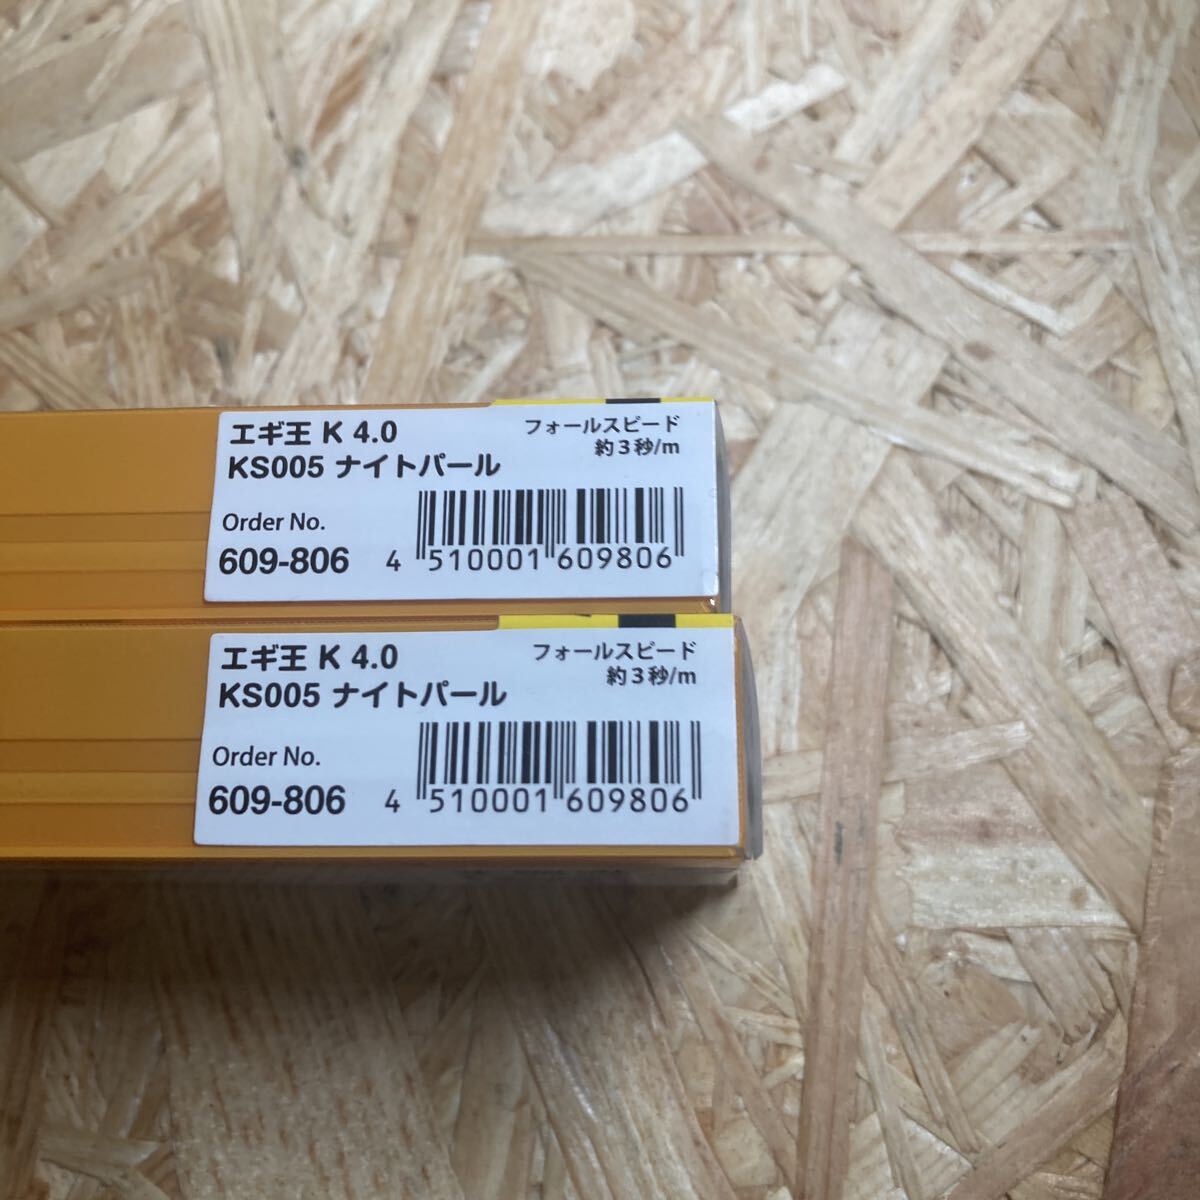 エギ王 K 4.0
フォールスピード
約3秒/m
KS005 ナイトパール
Order No.
609-806
4 510001 609806
エギ王 K 4.0
フォールスピード
約3秒/m
KS005 ナイトパール
Order No.
609-806
4 510001 609806